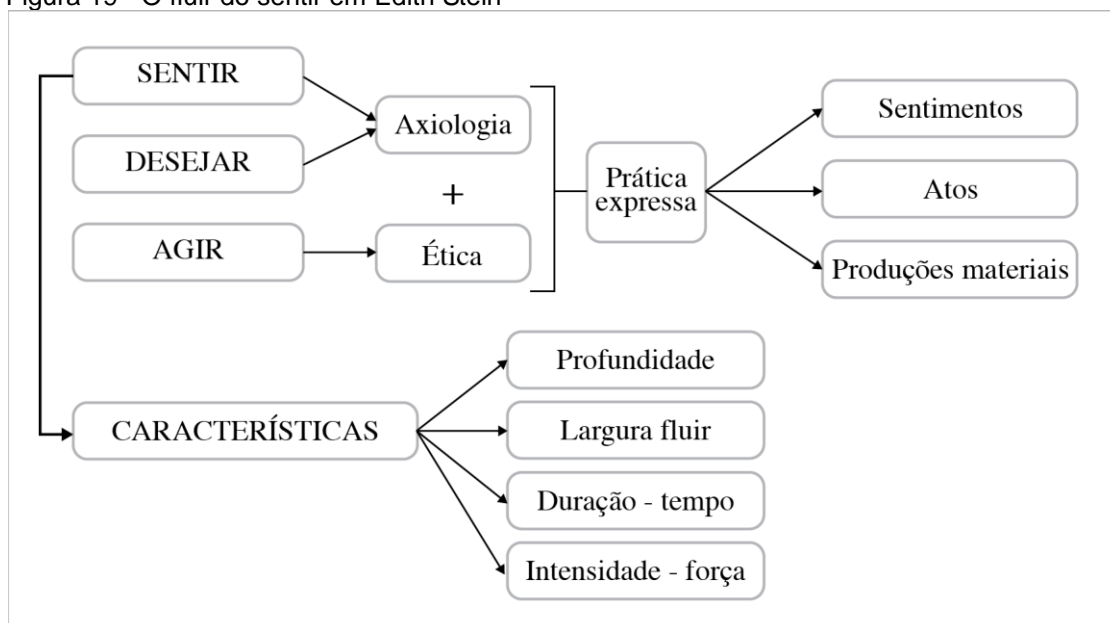 Figura 19 - O fluir do sentir em Edith Stein
SENTIR
DESEJAR
AGIR
Axiologia
+
Ética
Prática
expressa
Sentimentos
Atos
Produções materiais
CARACTERÍSTICAS
Profundidade
Largura fluir
Duração - tempo
Intensidade - força